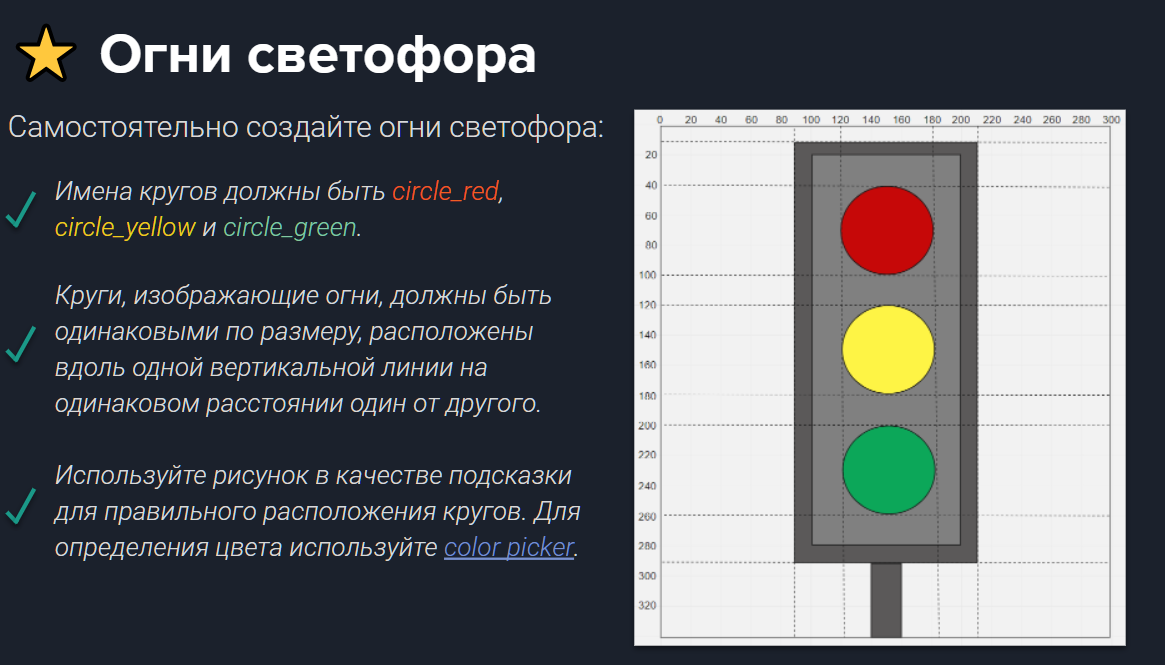 Огни светофора
Самостоятельно создайте огни светофора:
Имена кругов должны быть circle_red,
circle_yellow и circle_green.
Круги, изображающие огни, должны быть
одинаковыми по размеру, расположены
вдоль одной вертикальной линии на
одинаковом расстоянии один от другого.
Используйте рисунок в качестве подсказки
для правильного расположения кругов. Для
определения цвета используйте color picker.
0 20 40 60 80 100 120 140 160 180 200 220 240 260 280 300
20
40
60
80
100
120
140
160
180
200
220
240
260
280
300
320